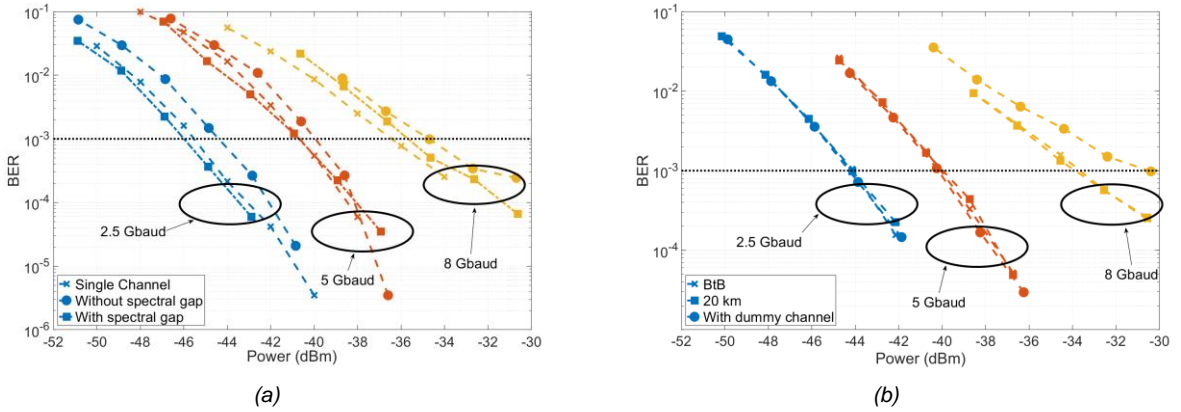 10^-1
10^-2
10^-3
10^-4
10^-5
10^-6
BER
2.5 Gbaud
5 Gbaud
8 Gbaud
Single Channel
Without spectral gap
With spectral gap
-52 -50 -48 -46 -44 -42 -40 -38 -36 -34 -32 -30
Power (dBm)
(a)
10^-1
10^-2
10^-3
10^-4
BER
2.5 Gbaud
5 Gbaud
8 Gbaud
BtB
20 km
With dummy channel
-52 -50 -48 -46 -44 -42 -40 -38 -36 -34 -32 -30
Power (dBm)
(b)